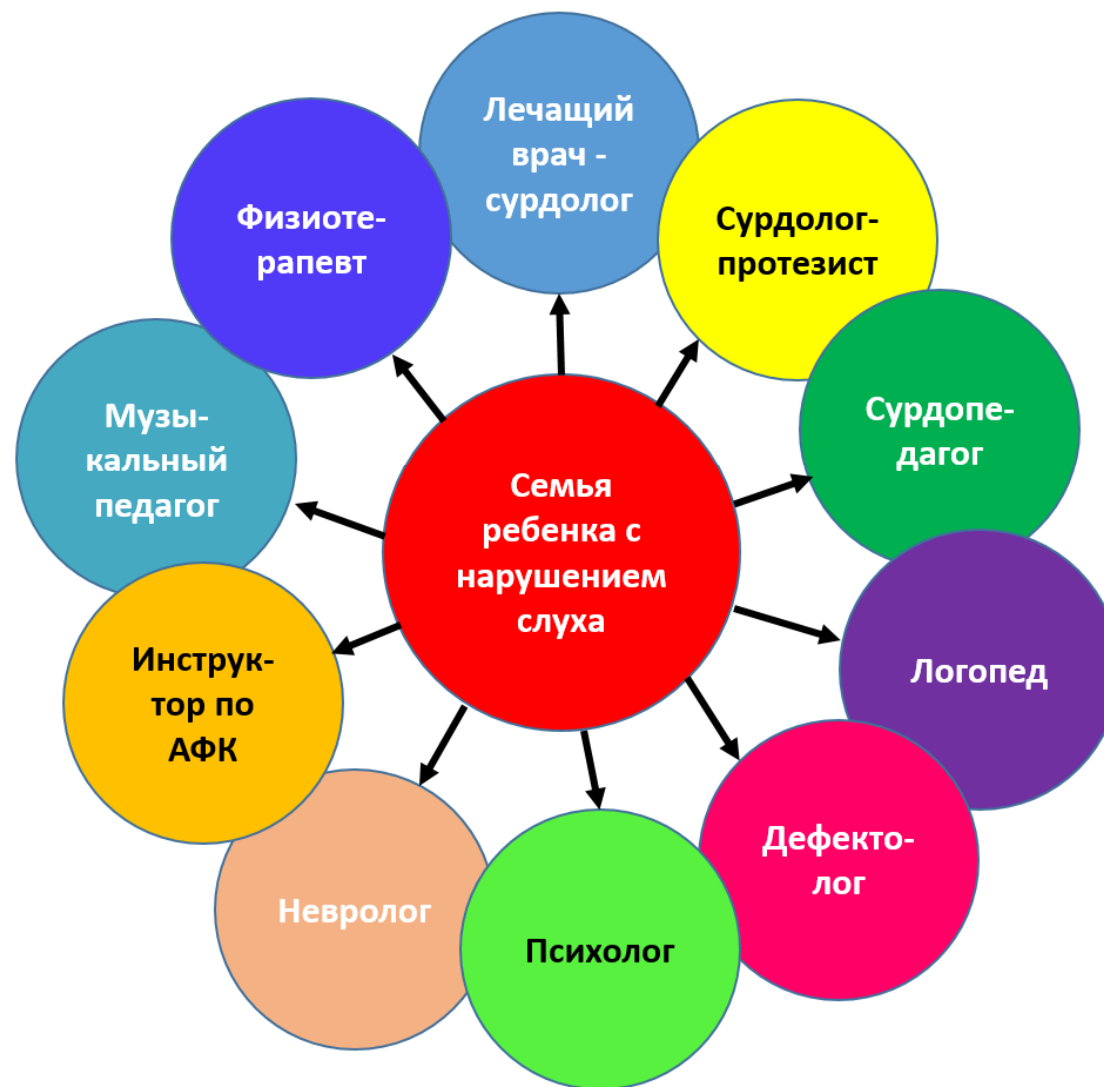 Лечащий
врач -
сурдолог
Сурдолог-
протезист
Сурдопе-
дагог
Логопед
Дефекто-
лог
Психолог
Невролог
Инструк-
тор по
АФК
Музы-
кальный
педагог
Физиоте-
рапевт
Семья
ребенка с
нарушением
слуха